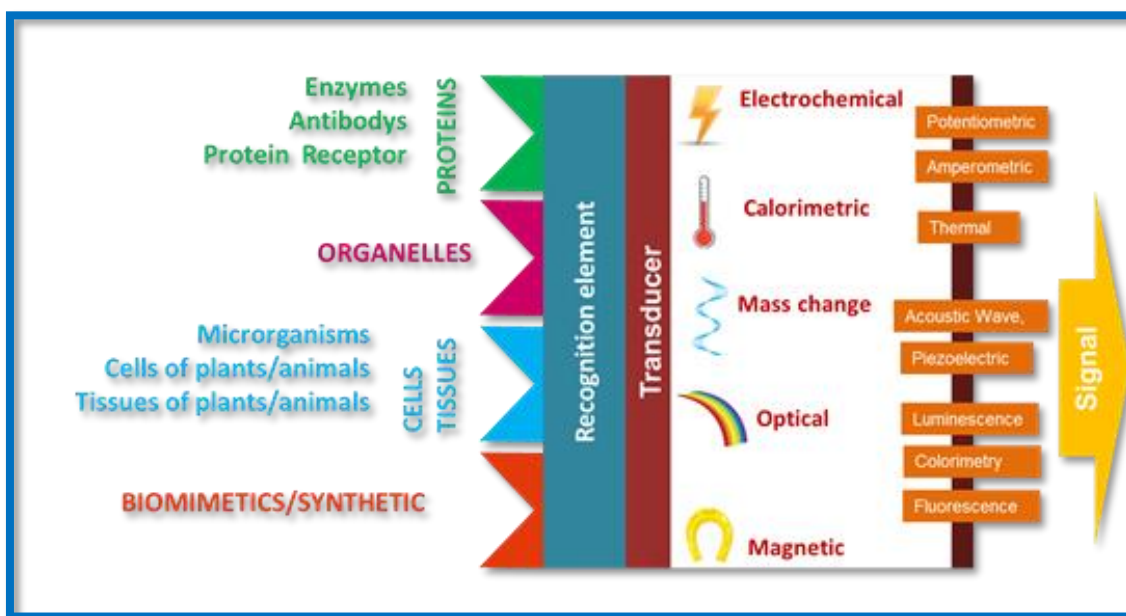 Enzymes
Antibodys
Protein Receptor
PROTEINS
ORGANELLES
Microrganisms
Cells of plants/animals
Tissues of plants/animals
CELLS
TISSUES
BIOMIMETICS/SYNTHETIC
Recognition element
Transducer
Electrochemical
Calorimetric
Mass change
Optical
Magnetic
Potentiometric
Amperometric
Thermal
Acoustic Wave,
Piezoelectric
Luminescence
Colorimetry
Fluorescence
Signal